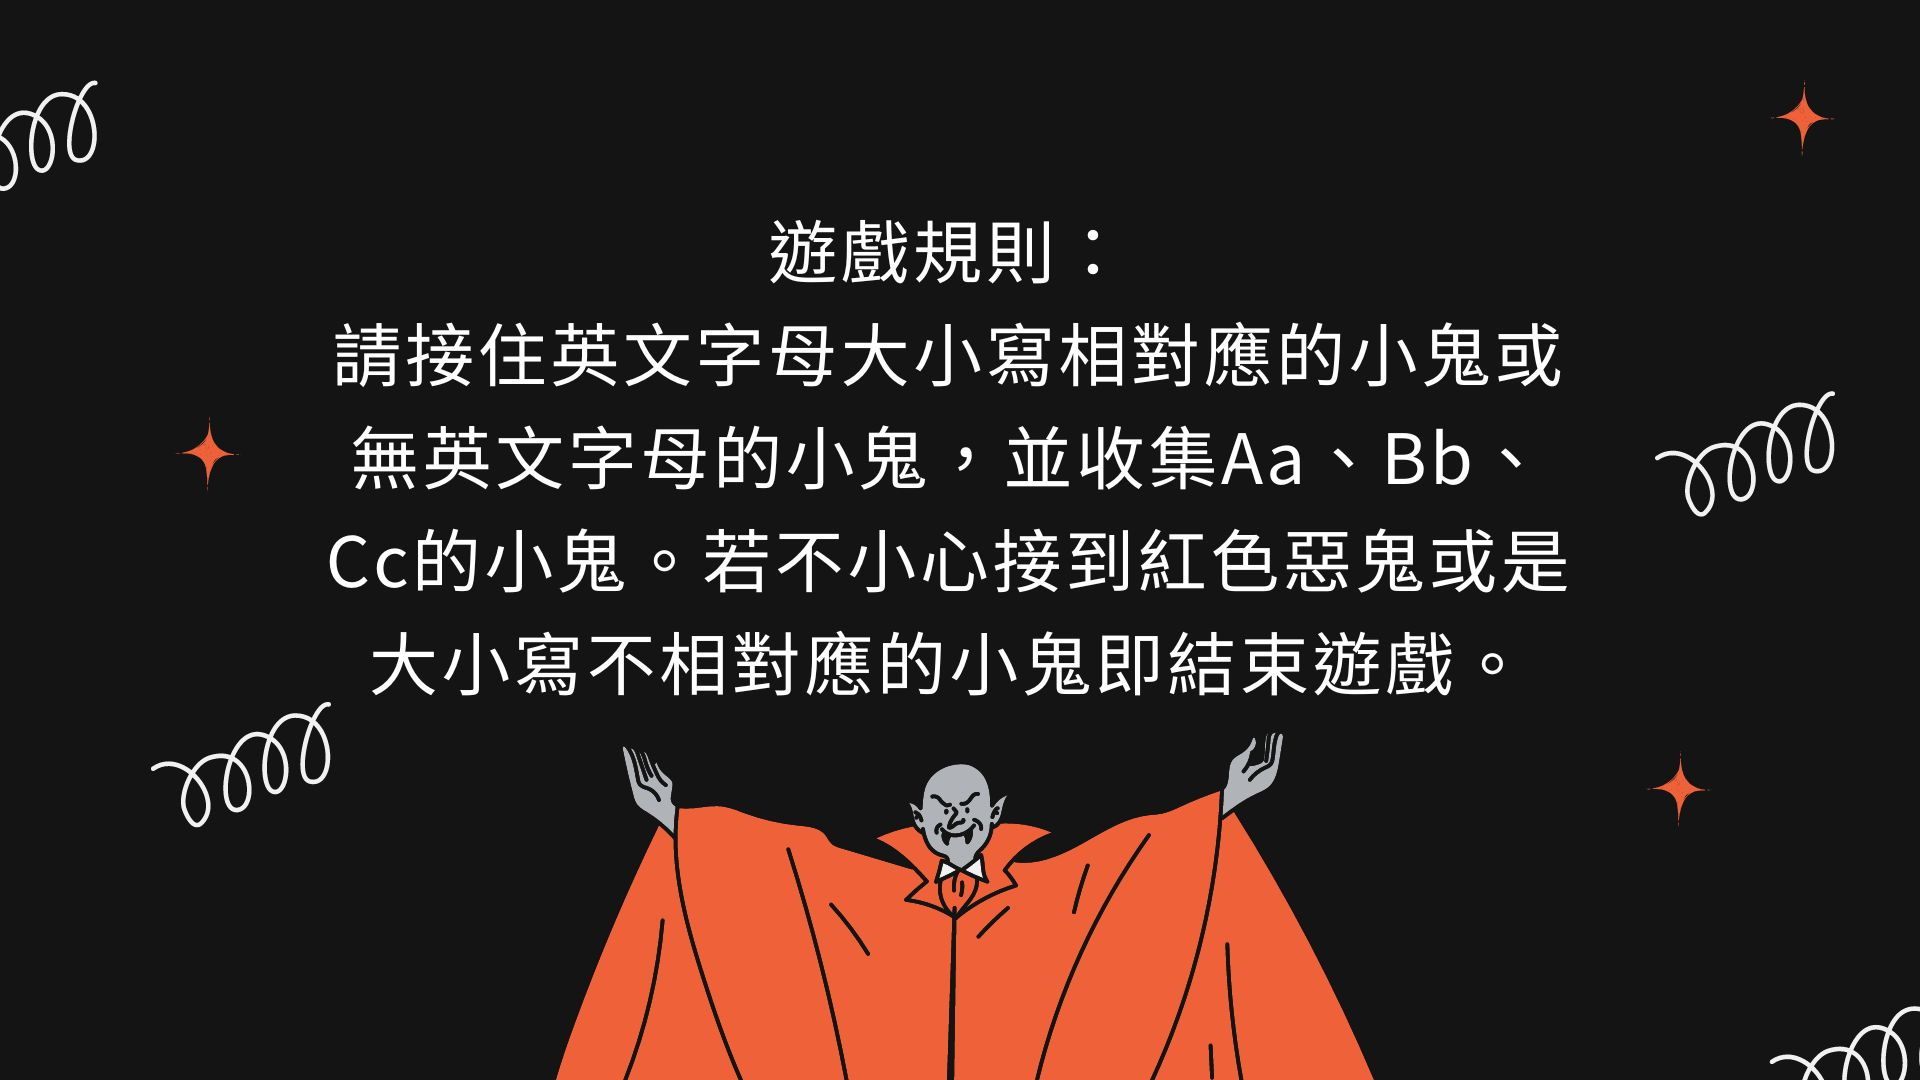 遊戲規則：
請接住英文字母大小寫相對應的小鬼或
無英文字母的小鬼，並收集Aa、Bb、
Cc的小鬼。若不小心接到紅色惡鬼或是
大小寫不相對應的小鬼即結束遊戲。